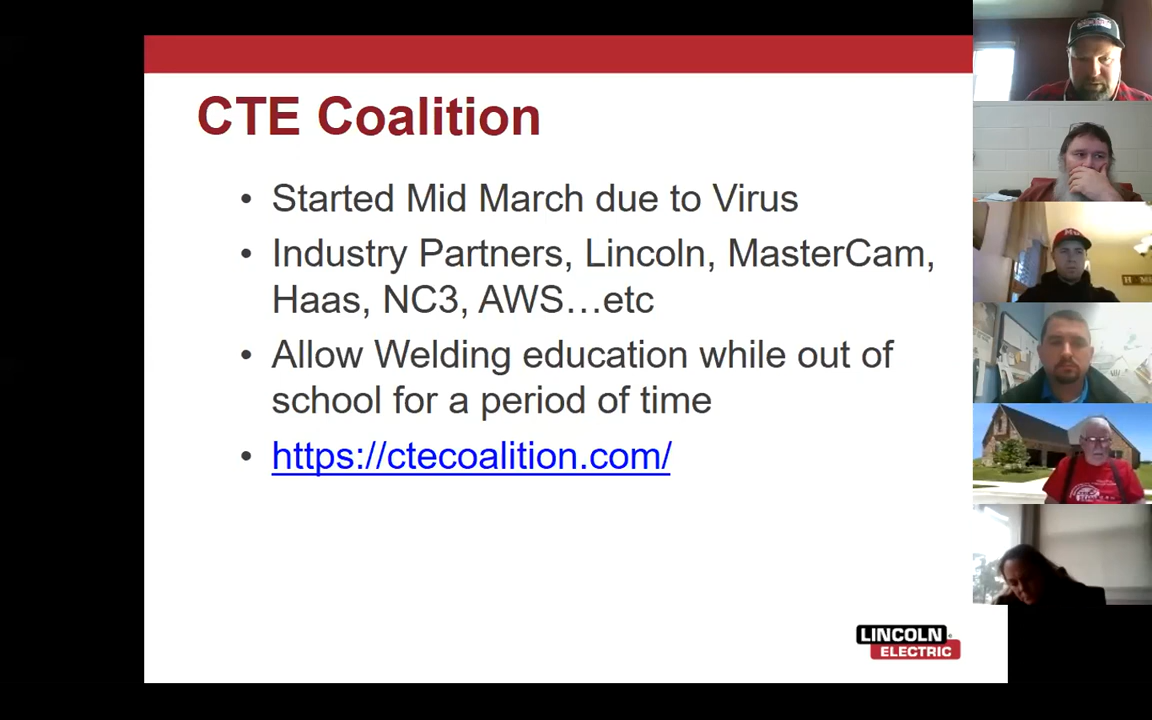 CTE Coalition
• Started Mid March due to Virus
• Industry Partners, Lincoln, MasterCam,
Haas, NC3, AWS…etc
• Allow Welding education while out of
school for a period of time
• https://ctecoalition.com/
LINCOLN
ELECTRIC